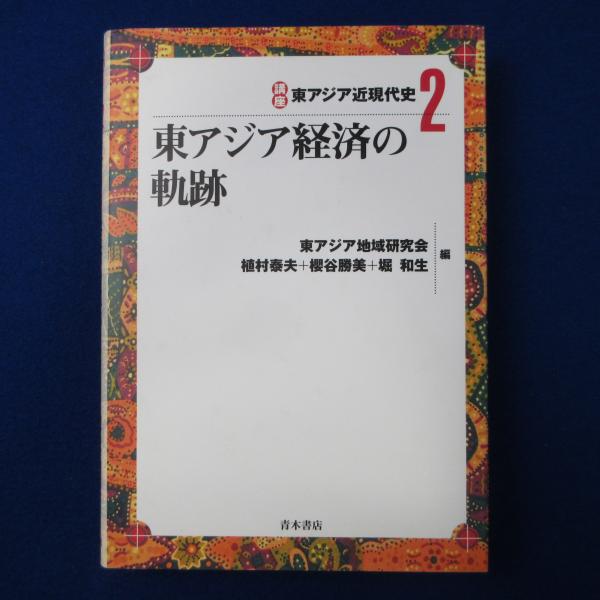 講座 東アジア近現代史 2
東アジア経済の
軌跡
東アジア地域研究会
植村泰夫+櫻谷勝美+堀 和生
編
青木書店